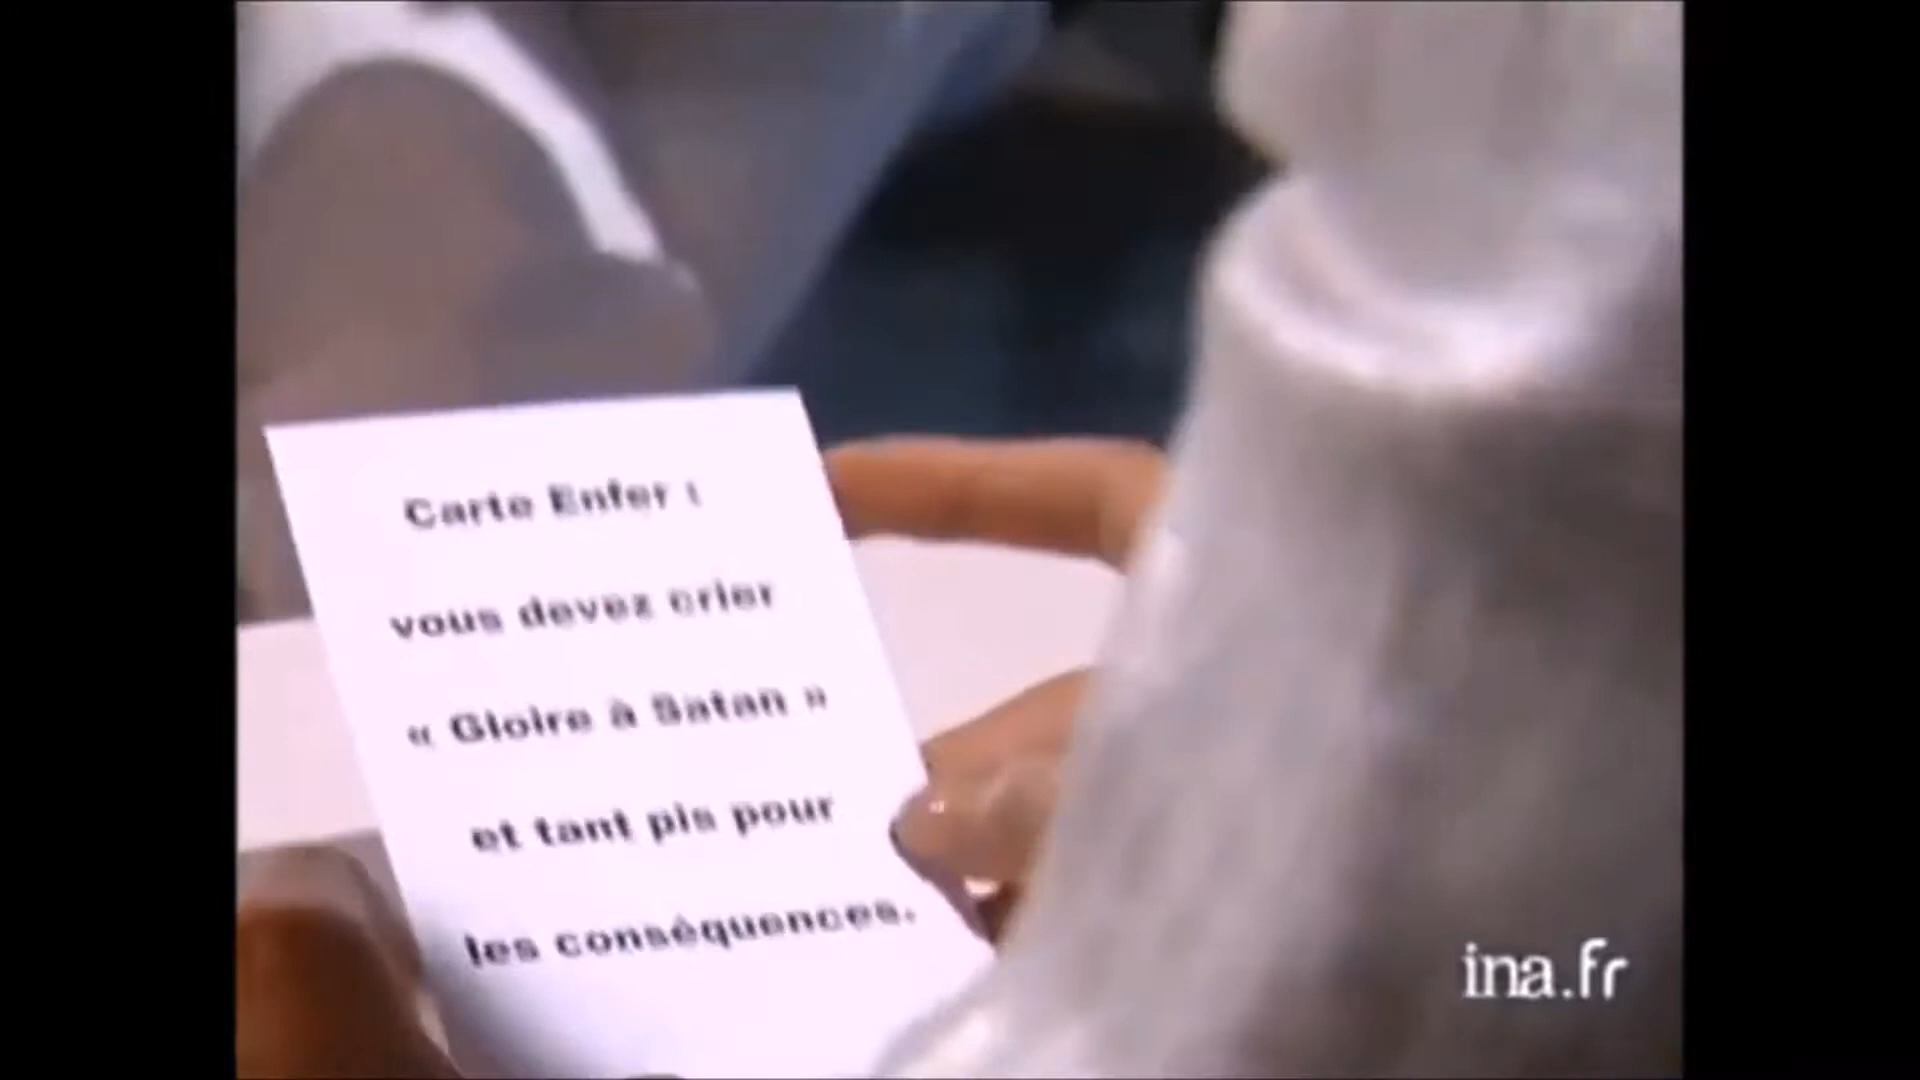 Carte Enfer :
vous devez crier
« Gloire à Satan »
et tant pis pour
les conséquences.
ina.fr